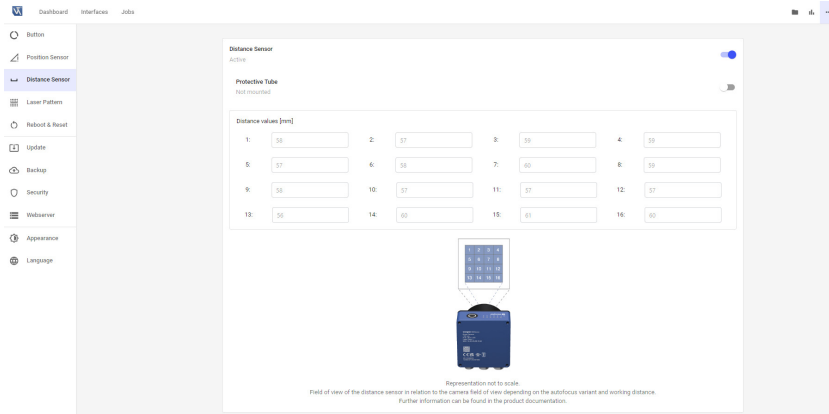 Dashboard Interfaces Jobs
Button
Position Sensor
Distance Sensor
Laser Pattern
Reboot & Reset
Update
Backup
Security
Webserver
Appearance
Language
Distance Sensor
Active
Protective Tube
Not mounted
Distance values [mm]
1: 2: 57 3: 4: 59
5: 57 6: 58 7: 60 8: 59
9: 10: 57 11: 57 12: 57
13: 14: 60 15: 61 16: 60
1 2 3 4
5 6 7 8
9 10 11 12
13 14 15 16
Representation not to scale.
Field of view of the distance sensor in relation to the camera field of view depending on the autofocus variant and working distance.
Further information can be found in the product documentation.